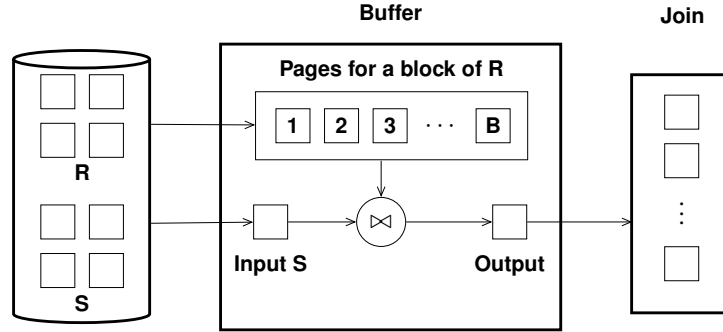 Buffer
Join
Pages for a block of R
1 2 3 ... B
R
⋈
Input S
Output
S
⋮